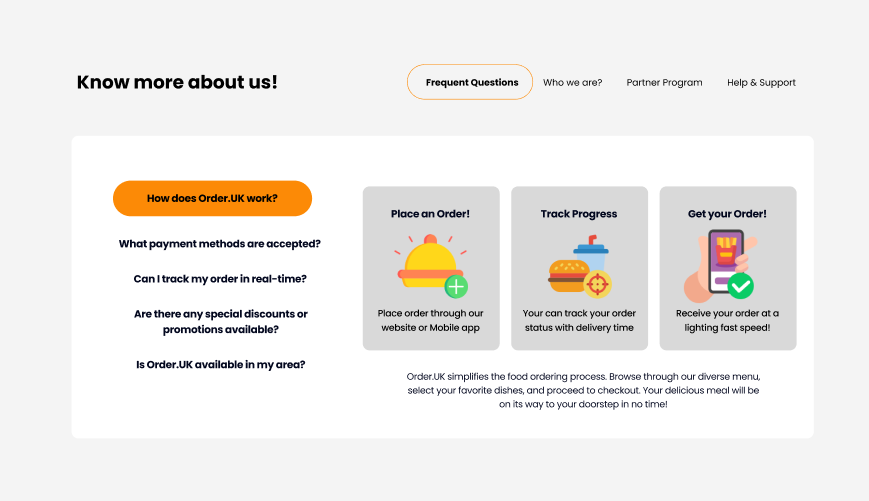 Know more about us!
Frequent Questions
Who we are?
Partner Program
Help & Support
How does Order.UK work?
What payment methods are accepted?
Can I track my order in real-time?
Are there any special discounts or
promotions available?
Is Order.UK available in my area?
Place an Order!
Place order through our
website or Mobile app
Track Progress
Your can track your order
status with delivery time
Get your Order!
Receive your order at a
lighting fast speed!
Order.UK simplifies the food ordering process. Browse through our diverse menu,
select your favorite dishes, and proceed to checkout. Your delicious meal will be
on its way to your doorstep in no time!